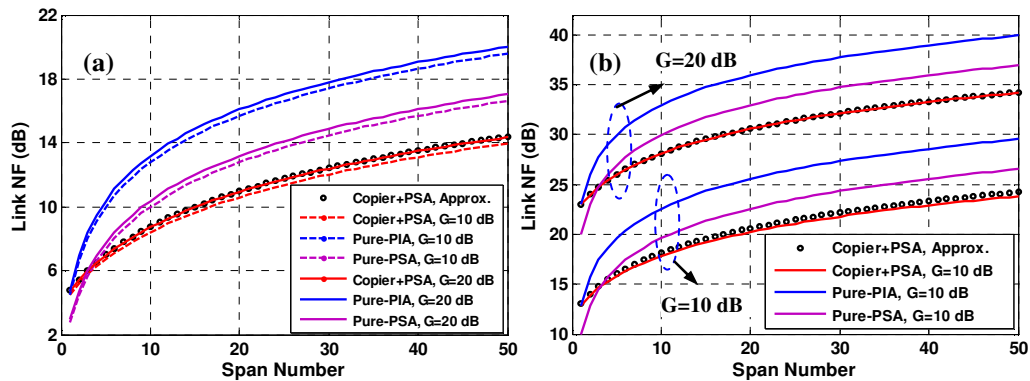 (a)
Link NF (dB)
22
18
14
10
6
2
0
10
20
30
40
50
Span Number
Copier+PSA, Approx.
Copier+PSA, G=10 dB
Pure-PIA, G=10 dB
Pure-PSA, G=10 dB
Copier+PSA, G=20 dB
Pure-PIA, G=20 dB
Pure-PSA, G=20 dB
(b)
Link NF (dB)
40
35
30
25
20
15
10
0
10
20
30
40
50
Span Number
G=20 dB
G=10 dB
Copier+PSA, Approx.
Copier+PSA, G=10 dB
Pure-PIA, G=10 dB
Pure-PSA, G=10 dB